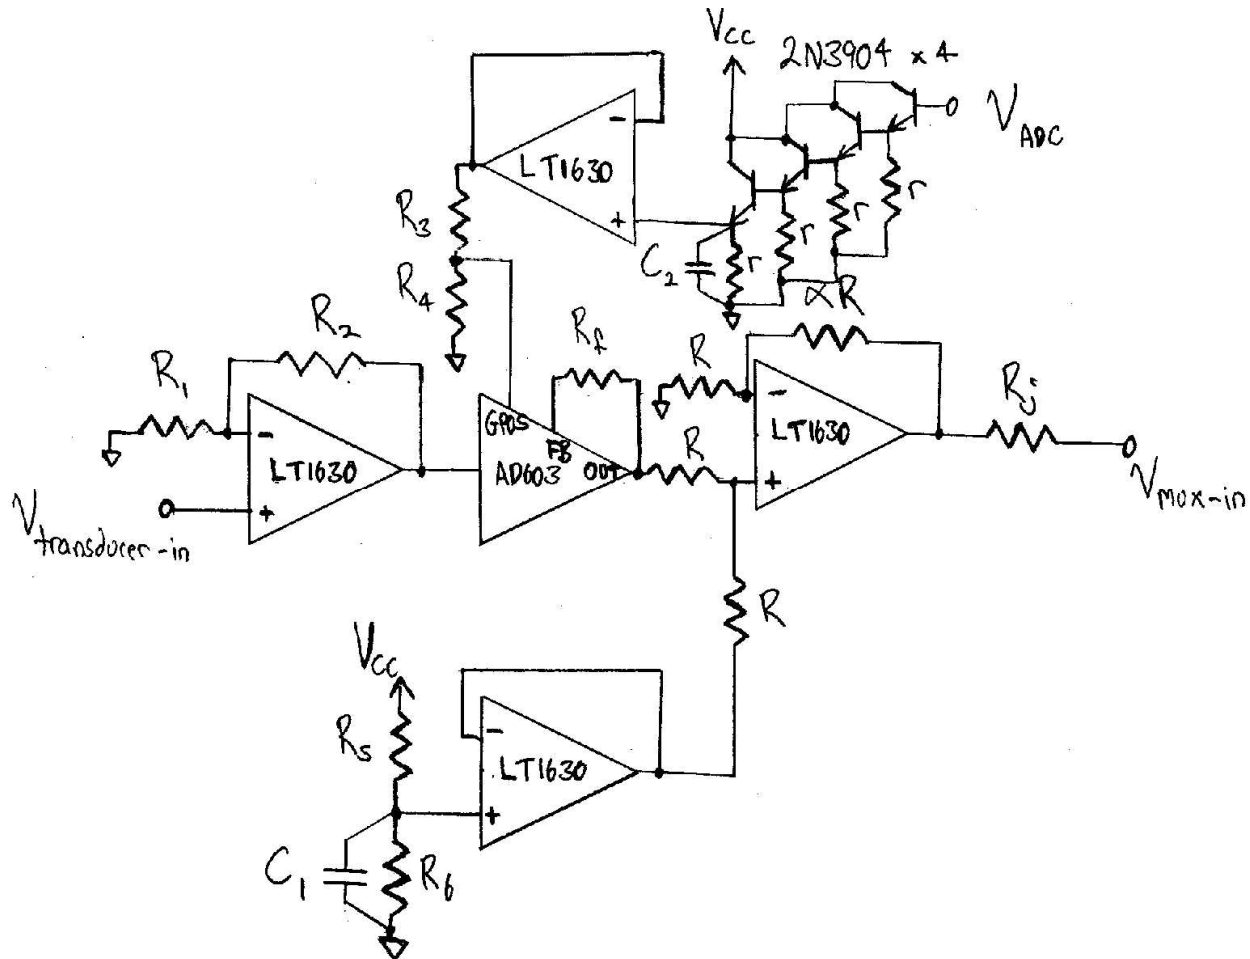 Vcc
2N3904 x 4
V ADC
LT1630
-
+
R3
R4
C2
r
r
r
r
αR
R2
R1
Rf
R
Rj
GPOS
FB
OUT
AD603
LT1630
-
+
R
LT1630
-
+
Vtransducer-in
Vmux-in
R
Vcc
R5
LT1630
-
+
C1
R6